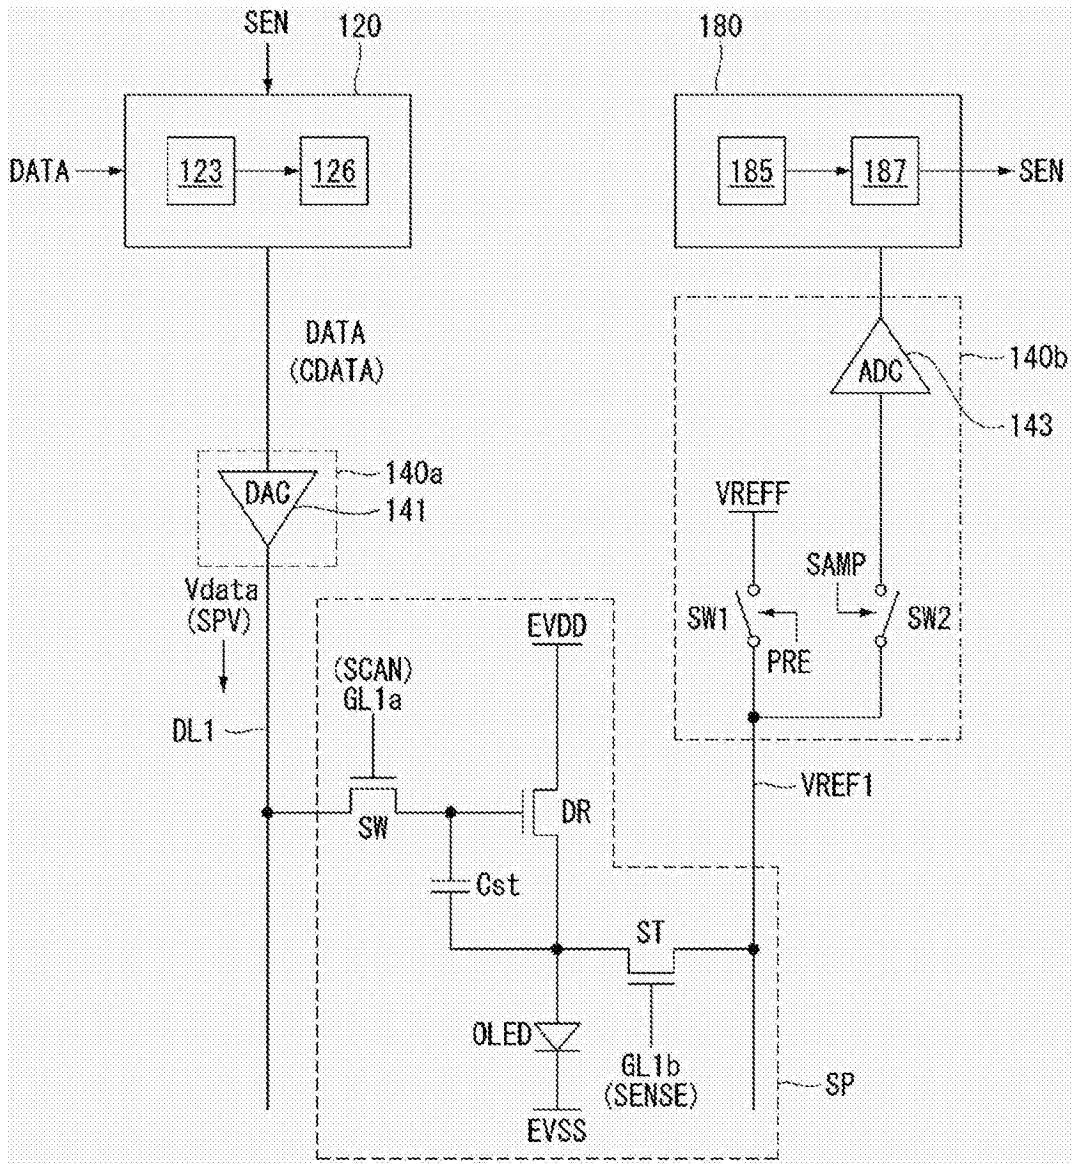 SEN
120
180
DATA
123
126
185
187
SEN
DATA
(CDATA)
ADC
140b
143
140a
DAC
141
VREFF
Vdata
(SPV)
SAMP
SW1
SW2
PRE
EVDD
(SCAN)
GL1a
DL1
VREF1
SW
DR
Cst
ST
OLED
GL1b
(SENSE)
SP
EVSS